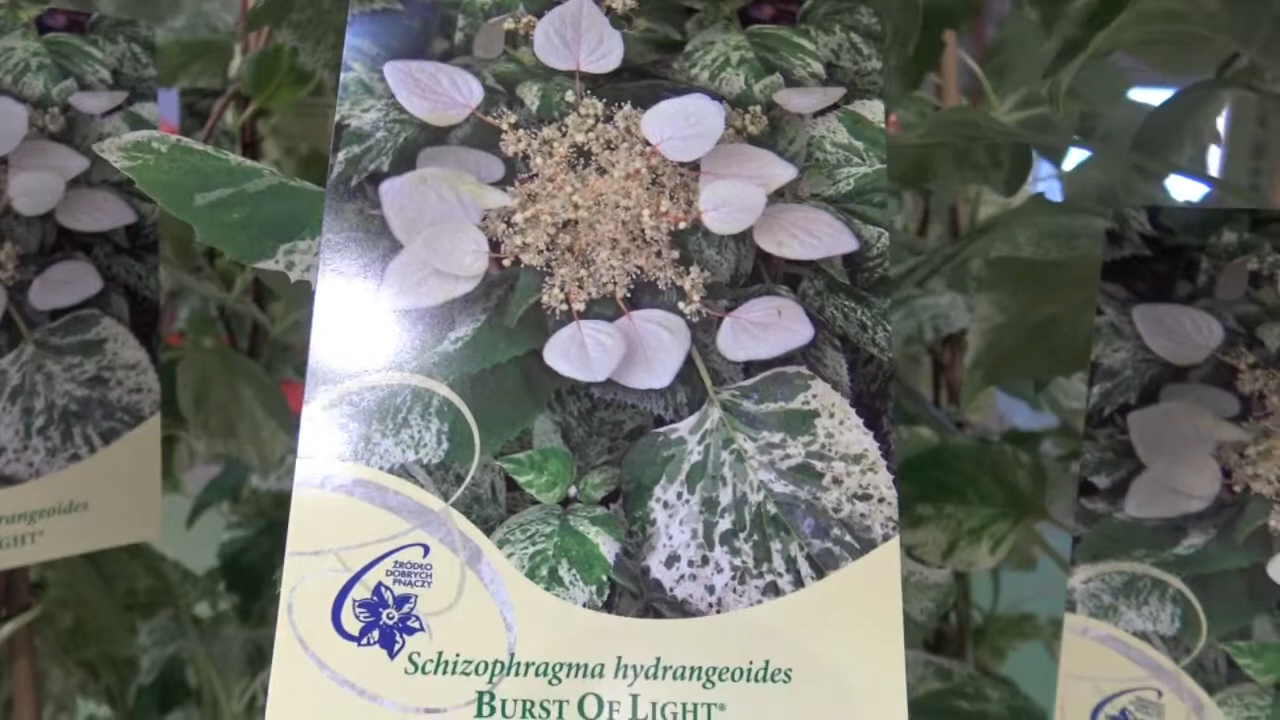 ŹRÓDŁO
DOBRYCH
PNĄCZY
Schizophragma hydrangeoides
BURST OF LIGHT®
rangeoides
GHT®